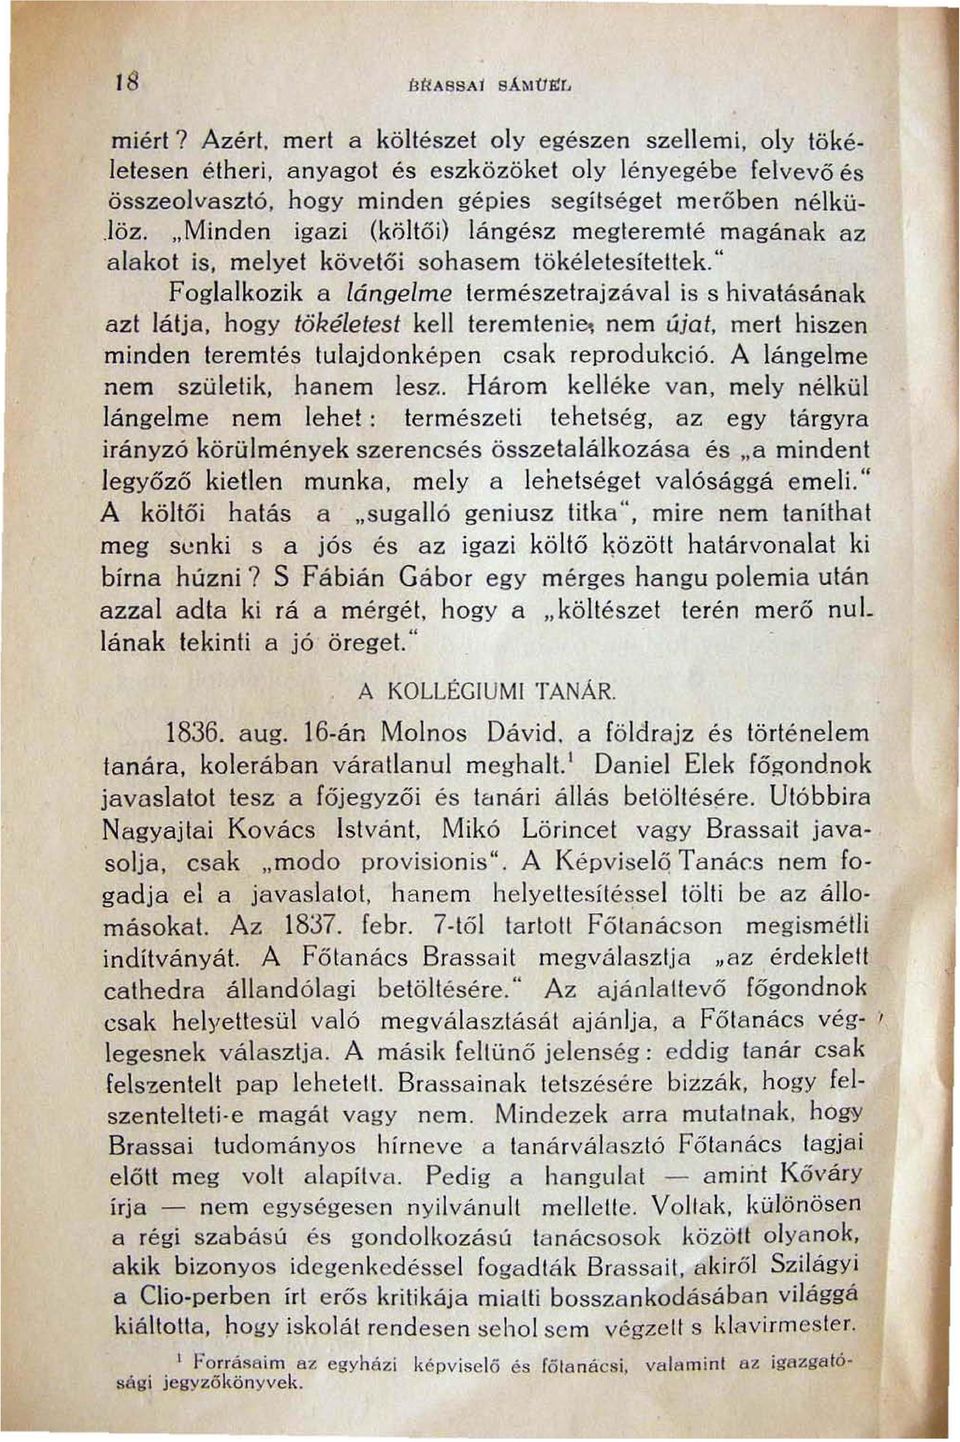 18 BRASSAI SÁMUEL
miért? Azért, mert a költészet oly egészen szellemi, oly töké-
letesen étheri, anyagot és eszközöket oly lényegébe felvevő és
összeolvasztó, hogy minden gépies segítséget merőben nélkü-
löz. „Minden igazi (költői) lángész megteremté magának az
alakot is, melyet követői sohasem tökéletesítettek.“
Foglalkozik a lángelme természetrajzával is s hivatásának
azt látja, hogy tökéletest kell teremtenie, nem újat, mert hiszen
minden teremtés tulajdonképen csak reprodukció. A lángelme
nem születik, hanem lesz.. Három kelléke van, mely nélkül
lángelme nem lehet: természeti tehetség, az egy tárgyra
irányzó körülmények szerencsés összetalálkozása és „a mindent
legyőző kietlen munka, mely a lehetséget valósággá emeli.“
A költői hatás a „sugalló geniusz titka“, mire nem taníthat
meg senki s a jós és az igazi költő között határvonalat ki
bírna húzni? S Fábián Gábor egy mérges hangu polemia után
azzal adta ki rá a mérgét, hogy a „költészet terén merő nul-
lának tekinti a jó öreget.“
A KOLLÉGIUMI TANÁR.
1836. aug. 16-án Molnos Dávid, a földrajz és történelem
tanára, kolerában váratlanul meghalt.¹ Daniel Elek főgondnok
javaslatot tesz a főjegyzői és tanári állás betöltésére. Utóbbira
Nagyajtai Kovács Istvánt, Mikó Lörincet vagy Brassait java-
solja, csak „modo provisionis“. A Képviselő Tanács nem fo-
gadja el a javaslatot, hanem helyettesítéssel tölti be az állo-
másokat. Az 1837. febr. 7-től tartott Főtanácson megismétli
indítványát. A Főtanács Brassait megválasztja „az érdeklett
cathedra állandólagi betöltésére.“ Az ajánlattevő főgondnok
csak helyettesül való megválasztását ajánlja, a Főtanács vég-
legesnek választja. A másik feltünő jelenség: eddig tanár csak
felszentelt pap lehetett. Brassainak tetszésére bizzák, hogy fel-
szentelteti-e magát vagy nem. Mindezek arra mutatnak, hogy
Brassai tudományos hírneve a tanárválasztó Főtanács tagjai
előtt meg volt alapítva. Pedig a hangulat — amint Kőváry
írja — nem egységesen nyilvánult mellette. Voltak, különösen
a régi szabású és gondolkozású tanácsosok között olyanok,
akik bizonyos idegenkedéssel fogadták Brassait, akiről Szilágyi
a Clio-perben írt erős kritikája miatti bosszankodásában világgá
kiáltotta, hogy iskolát rendesen sehol sem végzett s klavirmester.
¹ Forrásaim az egyházi képviselő és főtanácsi, valamint az igazgató-
sági jegyzőkönyvek.